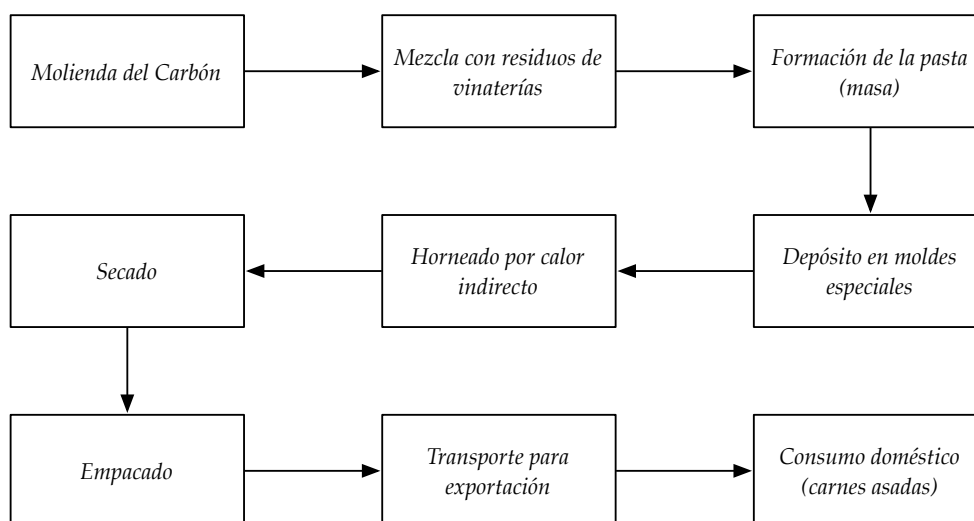 Molienda del Carbón
Mezcla con residuos de
vinaterías
Formación de la pasta
(masa)
Secado
Horneado por calor
indirecto
Depósito en moldes
especiales
Empacado
Transporte para
exportación
Consumo doméstico
(carnes asadas)